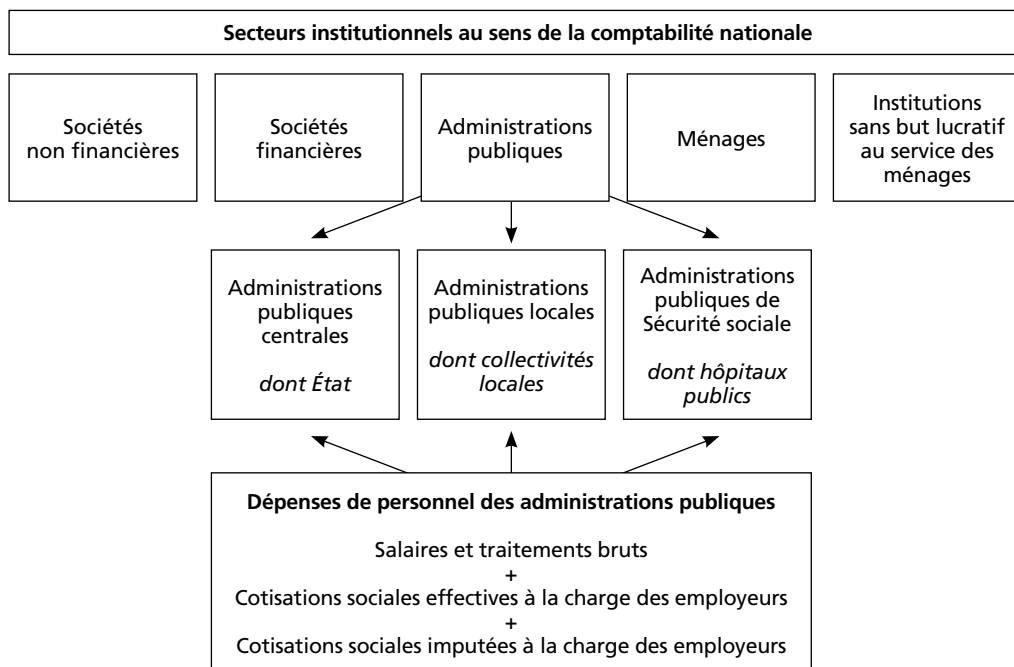 Secteurs institutionnels au sens de la comptabilité nationale
Sociétés
non financières
Sociétés
financières
Administrations
publiques
Ménages
Institutions
sans but lucratif
au service des
ménages
Administrations
publiques
centrales
dont État
Administrations
publiques locales
dont collectivités
locales
Administrations
publiques de
Sécurité sociale
dont hôpitaux
publics
Dépenses de personnel des administrations publiques
Salaires et traitements bruts
+
Cotisations sociales effectives à la charge des employeurs
+
Cotisations sociales imputées à la charge des employeurs